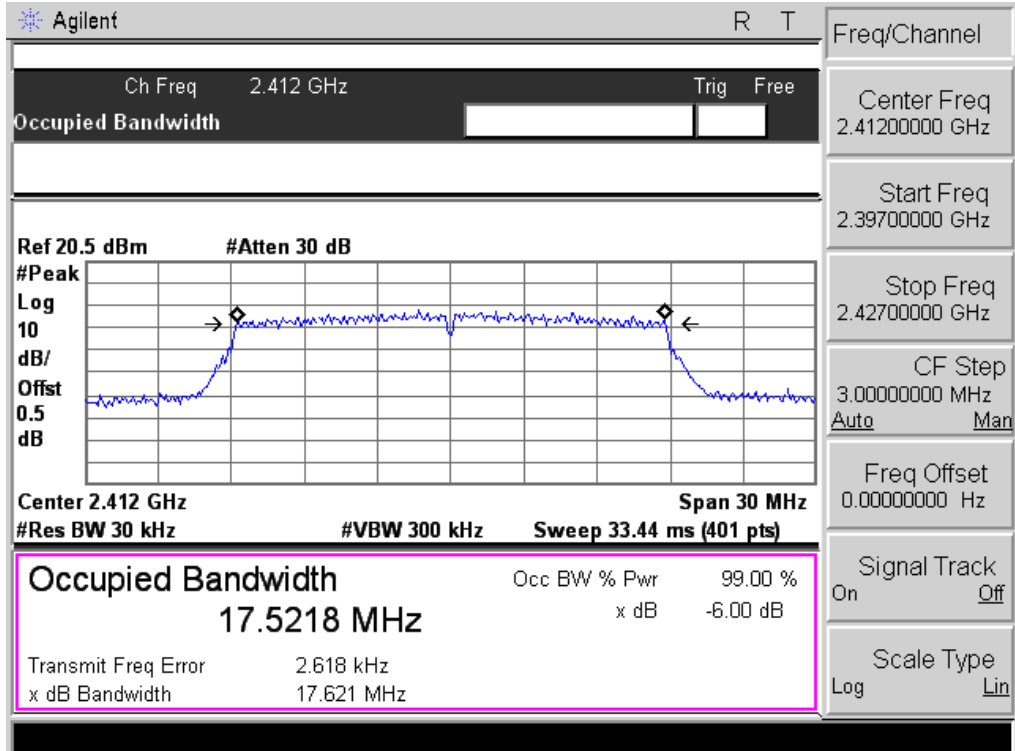 Agilent R T
Ch Freq 2.412 GHz Trig Free
Occupied Bandwidth
Ref 20.5 dBm #Atten 30 dB
#Peak
Log
10
dB/
Offst
0.5
dB
Center 2.412 GHz Span 30 MHz
#Res BW 30 kHz #VBW 300 kHz Sweep 33.44 ms (401 pts)
Occupied Bandwidth
17.5218 MHz
Occ BW % Pwr 99.00 %
x dB -6.00 dB
Transmit Freq Error 2.618 kHz
x dB Bandwidth 17.621 MHz
Freq/Channel
Center Freq
2.41200000 GHz
Start Freq
2.39700000 GHz
Stop Freq
2.42700000 GHz
CF Step
3.00000000 MHz
Auto Man
Freq Offset
0.00000000 Hz
Signal Track
On Off
Scale Type
Log Lin